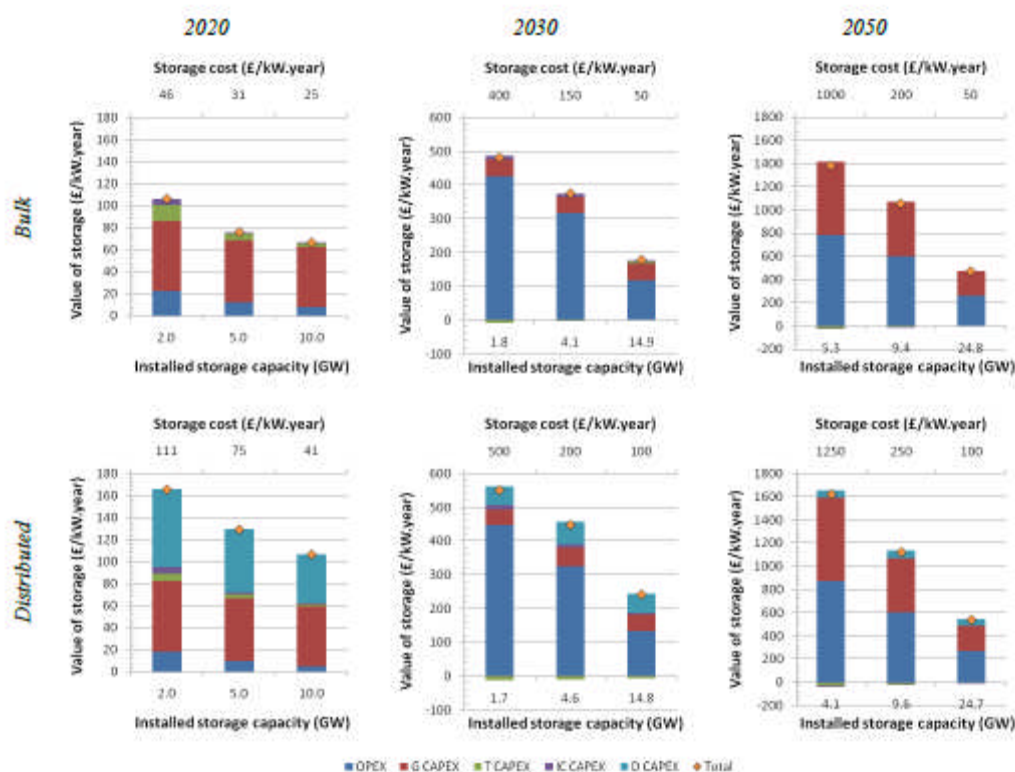 2020 2030 2050
Bulk
Storage cost (£/kW.year)
46 31 25
Value of storage (£/kW.year)
180
160
140
120
100
80
60
40
20
0
2.0 5.0 10.0
Installed storage capacity (GW)
Storage cost (£/kW.year)
400 150 50
Value of storage (£/kW.year)
600
500
400
300
200
100
0
-100
1.8 4.1 14.9
Installed storage capacity (GW)
Storage cost (£/kW.year)
1000 200 50
Value of storage (£/kW.year)
1800
1600
1400
1200
1000
800
600
400
200
0
-200
5.3 9.4 24.8
Installed storage capacity (GW)
Distributed
Storage cost (£/kW.year)
111 75 41
Value of storage (£/kW.year)
180
160
140
120
100
80
60
40
20
0
2.0 5.0 10.0
Installed storage capacity (GW)
Storage cost (£/kW.year)
500 200 100
Value of storage (£/kW.year)
600
500
400
300
200
100
0
-100
1.7 4.6 14.8
Installed storage capacity (GW)
Storage cost (£/kW.year)
1250 250 100
Value of storage (£/kW.year)
1800
1600
1400
1200
1000
800
600
400
200
0
-200
4.1 9.6 24.7
Installed storage capacity (GW)
OPEX G CAPEX T CAPEX IC CAPEX D CAPEX Total